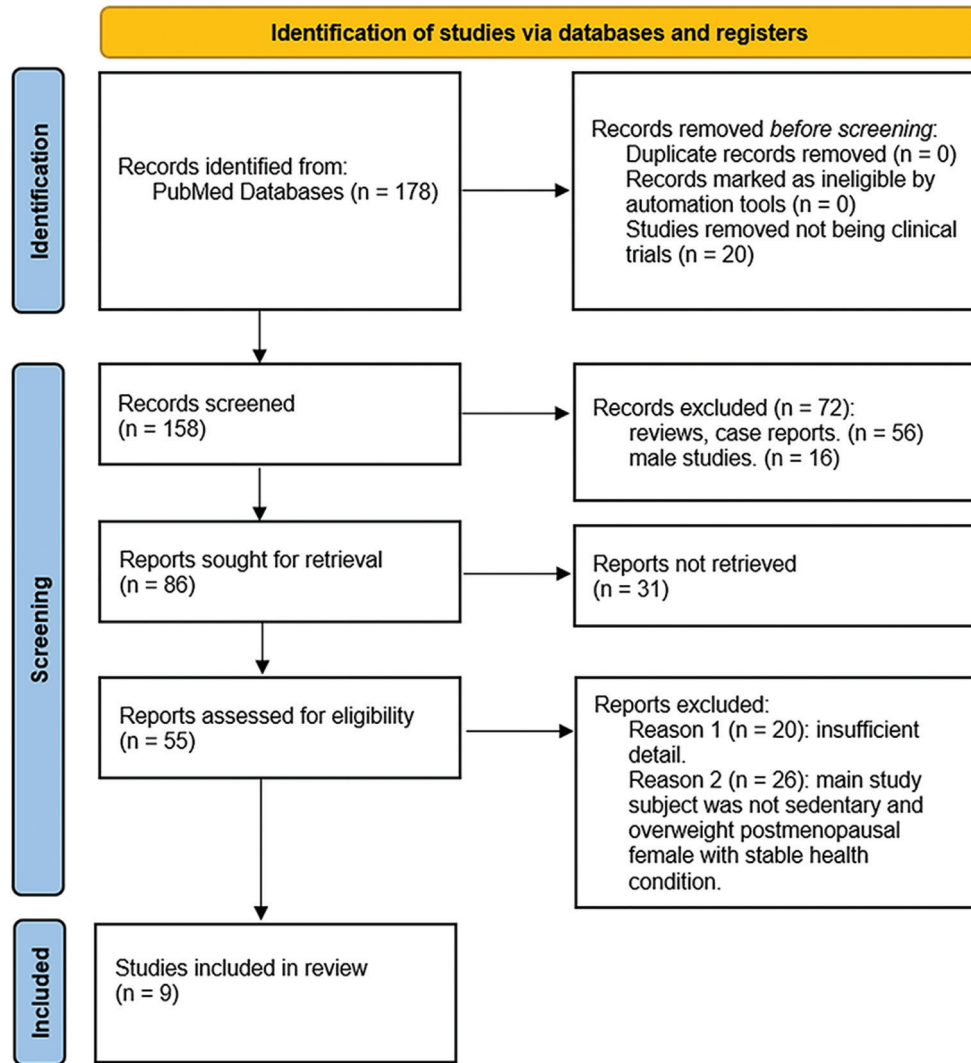 Identification of studies via databases and registers
Identification
Records identified from:
PubMed Databases (n = 178)
Records removed before screening:
Duplicate records removed (n = 0)
Records marked as ineligible by
automation tools (n = 0)
Studies removed not being clinical
trials (n = 20)
Screening
Records screened
(n = 158)
Records excluded (n = 72):
reviews, case reports. (n = 56)
male studies. (n = 16)
Reports sought for retrieval
(n = 86)
Reports not retrieved
(n = 31)
Reports assessed for eligibility
(n = 55)
Reports excluded:
Reason 1 (n = 20): insufficient
detail.
Reason 2 (n = 26): main study
subject was not sedentary and
overweight postmenopausal
female with stable health
condition.
Included
Studies included in review
(n = 9)